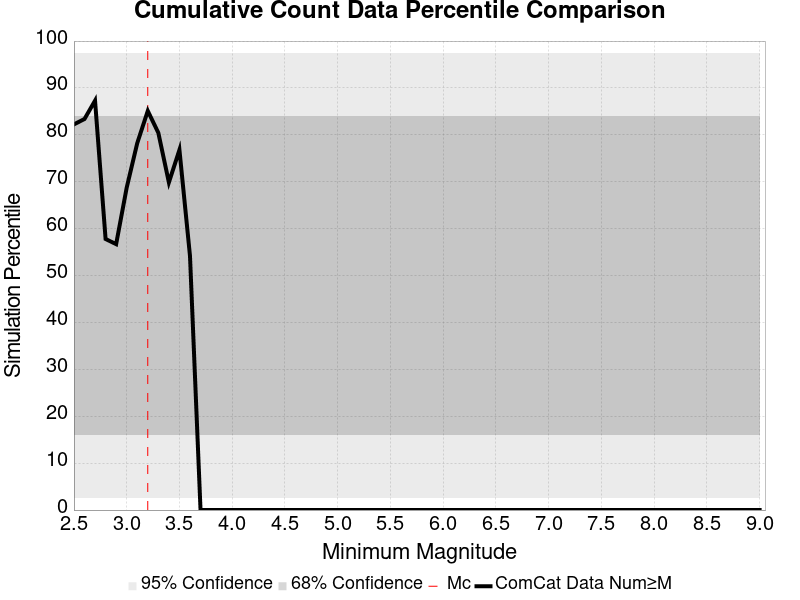 Cumulative Count Data Percentile Comparison
100
90
80
70
60
50
40
30
20
10
0
Simulation Percentile
2.5 3.0 3.5 4.0 4.5 5.0 5.5 6.0 6.5 7.0 7.5 8.0 8.5 9.0
Minimum Magnitude
95% Confidence 68% Confidence Mc ComCat Data Num≥M